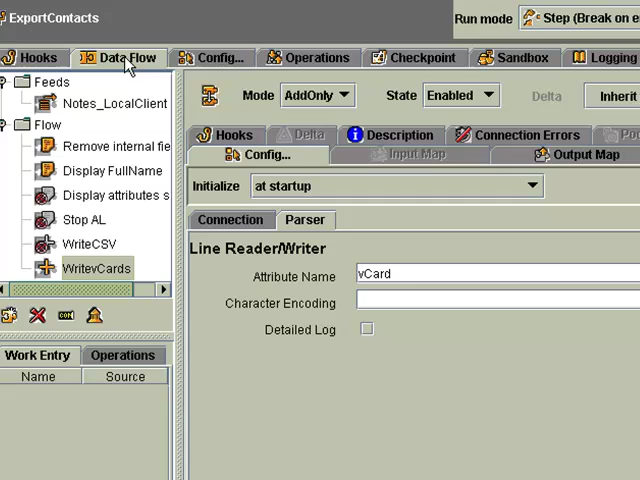 ExportContacts
Run mode Step (Break on e
Hooks Data Flow Config... Operations Checkpoint Sandbox Logging
Feeds
Notes_LocalClient
Flow
Remove internal fie
Display FullName
Display attributes s
Stop AL
WriteCSV
WritevCards
Work Entry Operations
Name Source
Mode AddOnly State Enabled Delta Inherit
Hooks Delta Description Connection Errors Poo
Config... Input Map Output Map
Initialize at startup
Connection Parser
Line Reader/Writer
Attribute Name vCard
Character Encoding
Detailed Log